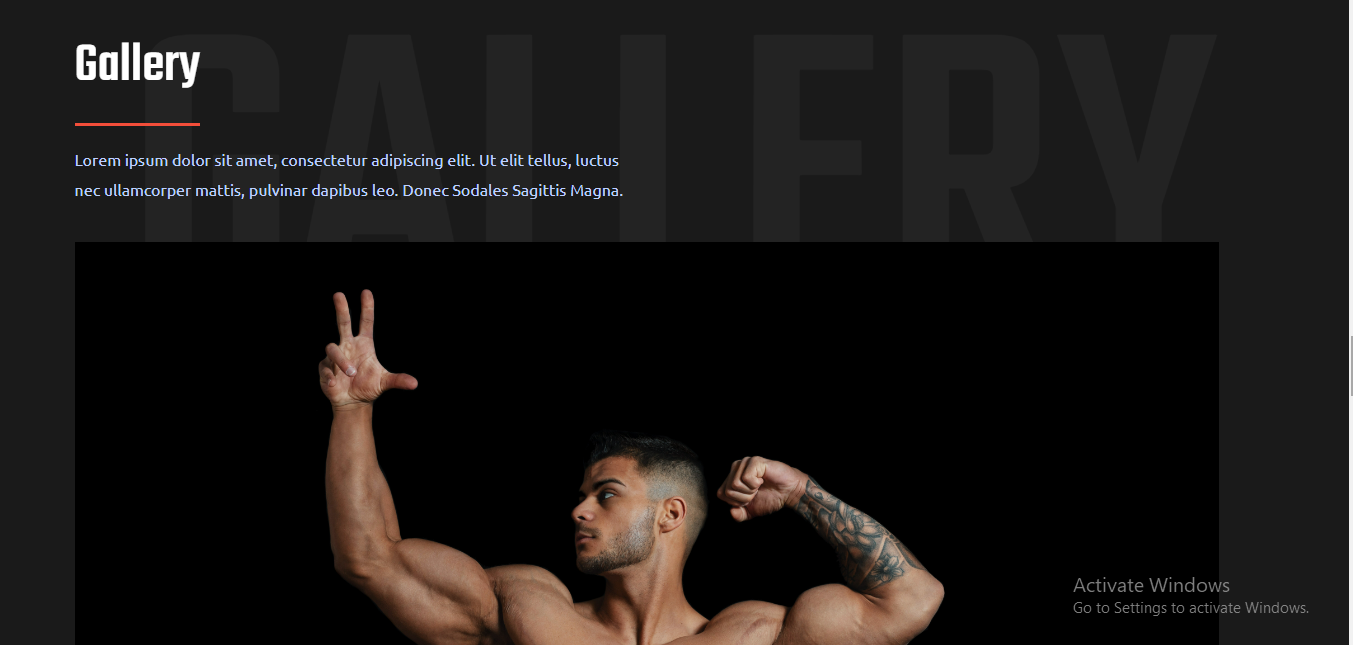 GALLERY
Gallery
Lorem ipsum dolor sit amet, consectetur adipiscing elit. Ut elit tellus, luctus
nec ullamcorper mattis, pulvinar dapibus leo. Donec Sodales Sagittis Magna.
Activate Windows
Go to Settings to activate Windows.